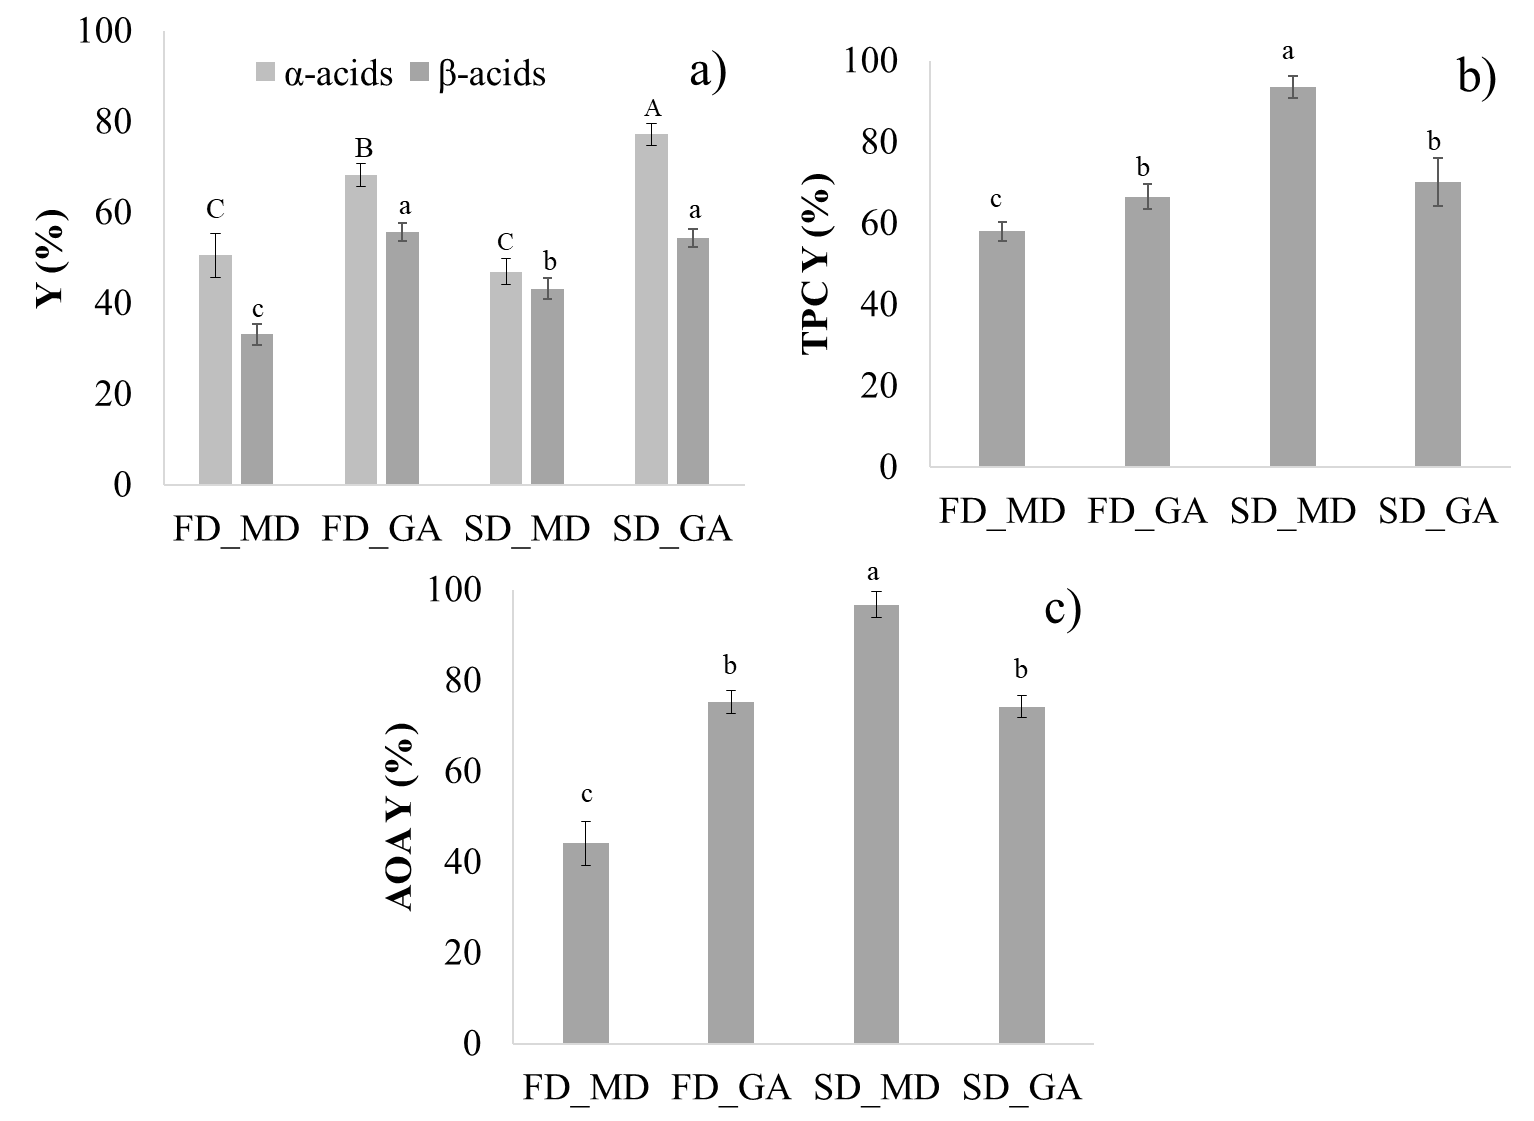 a)
α-acids β-acids
Y (%)
100
80
60
40
20
0
C c B a C b A a
FD_MD FD_GA SD_MD SD_GA
b)
TPC Y (%)
100
80
60
40
20
0
c b a b
FD_MD FD_GA SD_MD SD_GA
c)
AOA Y (%)
100
80
60
40
20
0
c b a b
FD_MD FD_GA SD_MD SD_GA